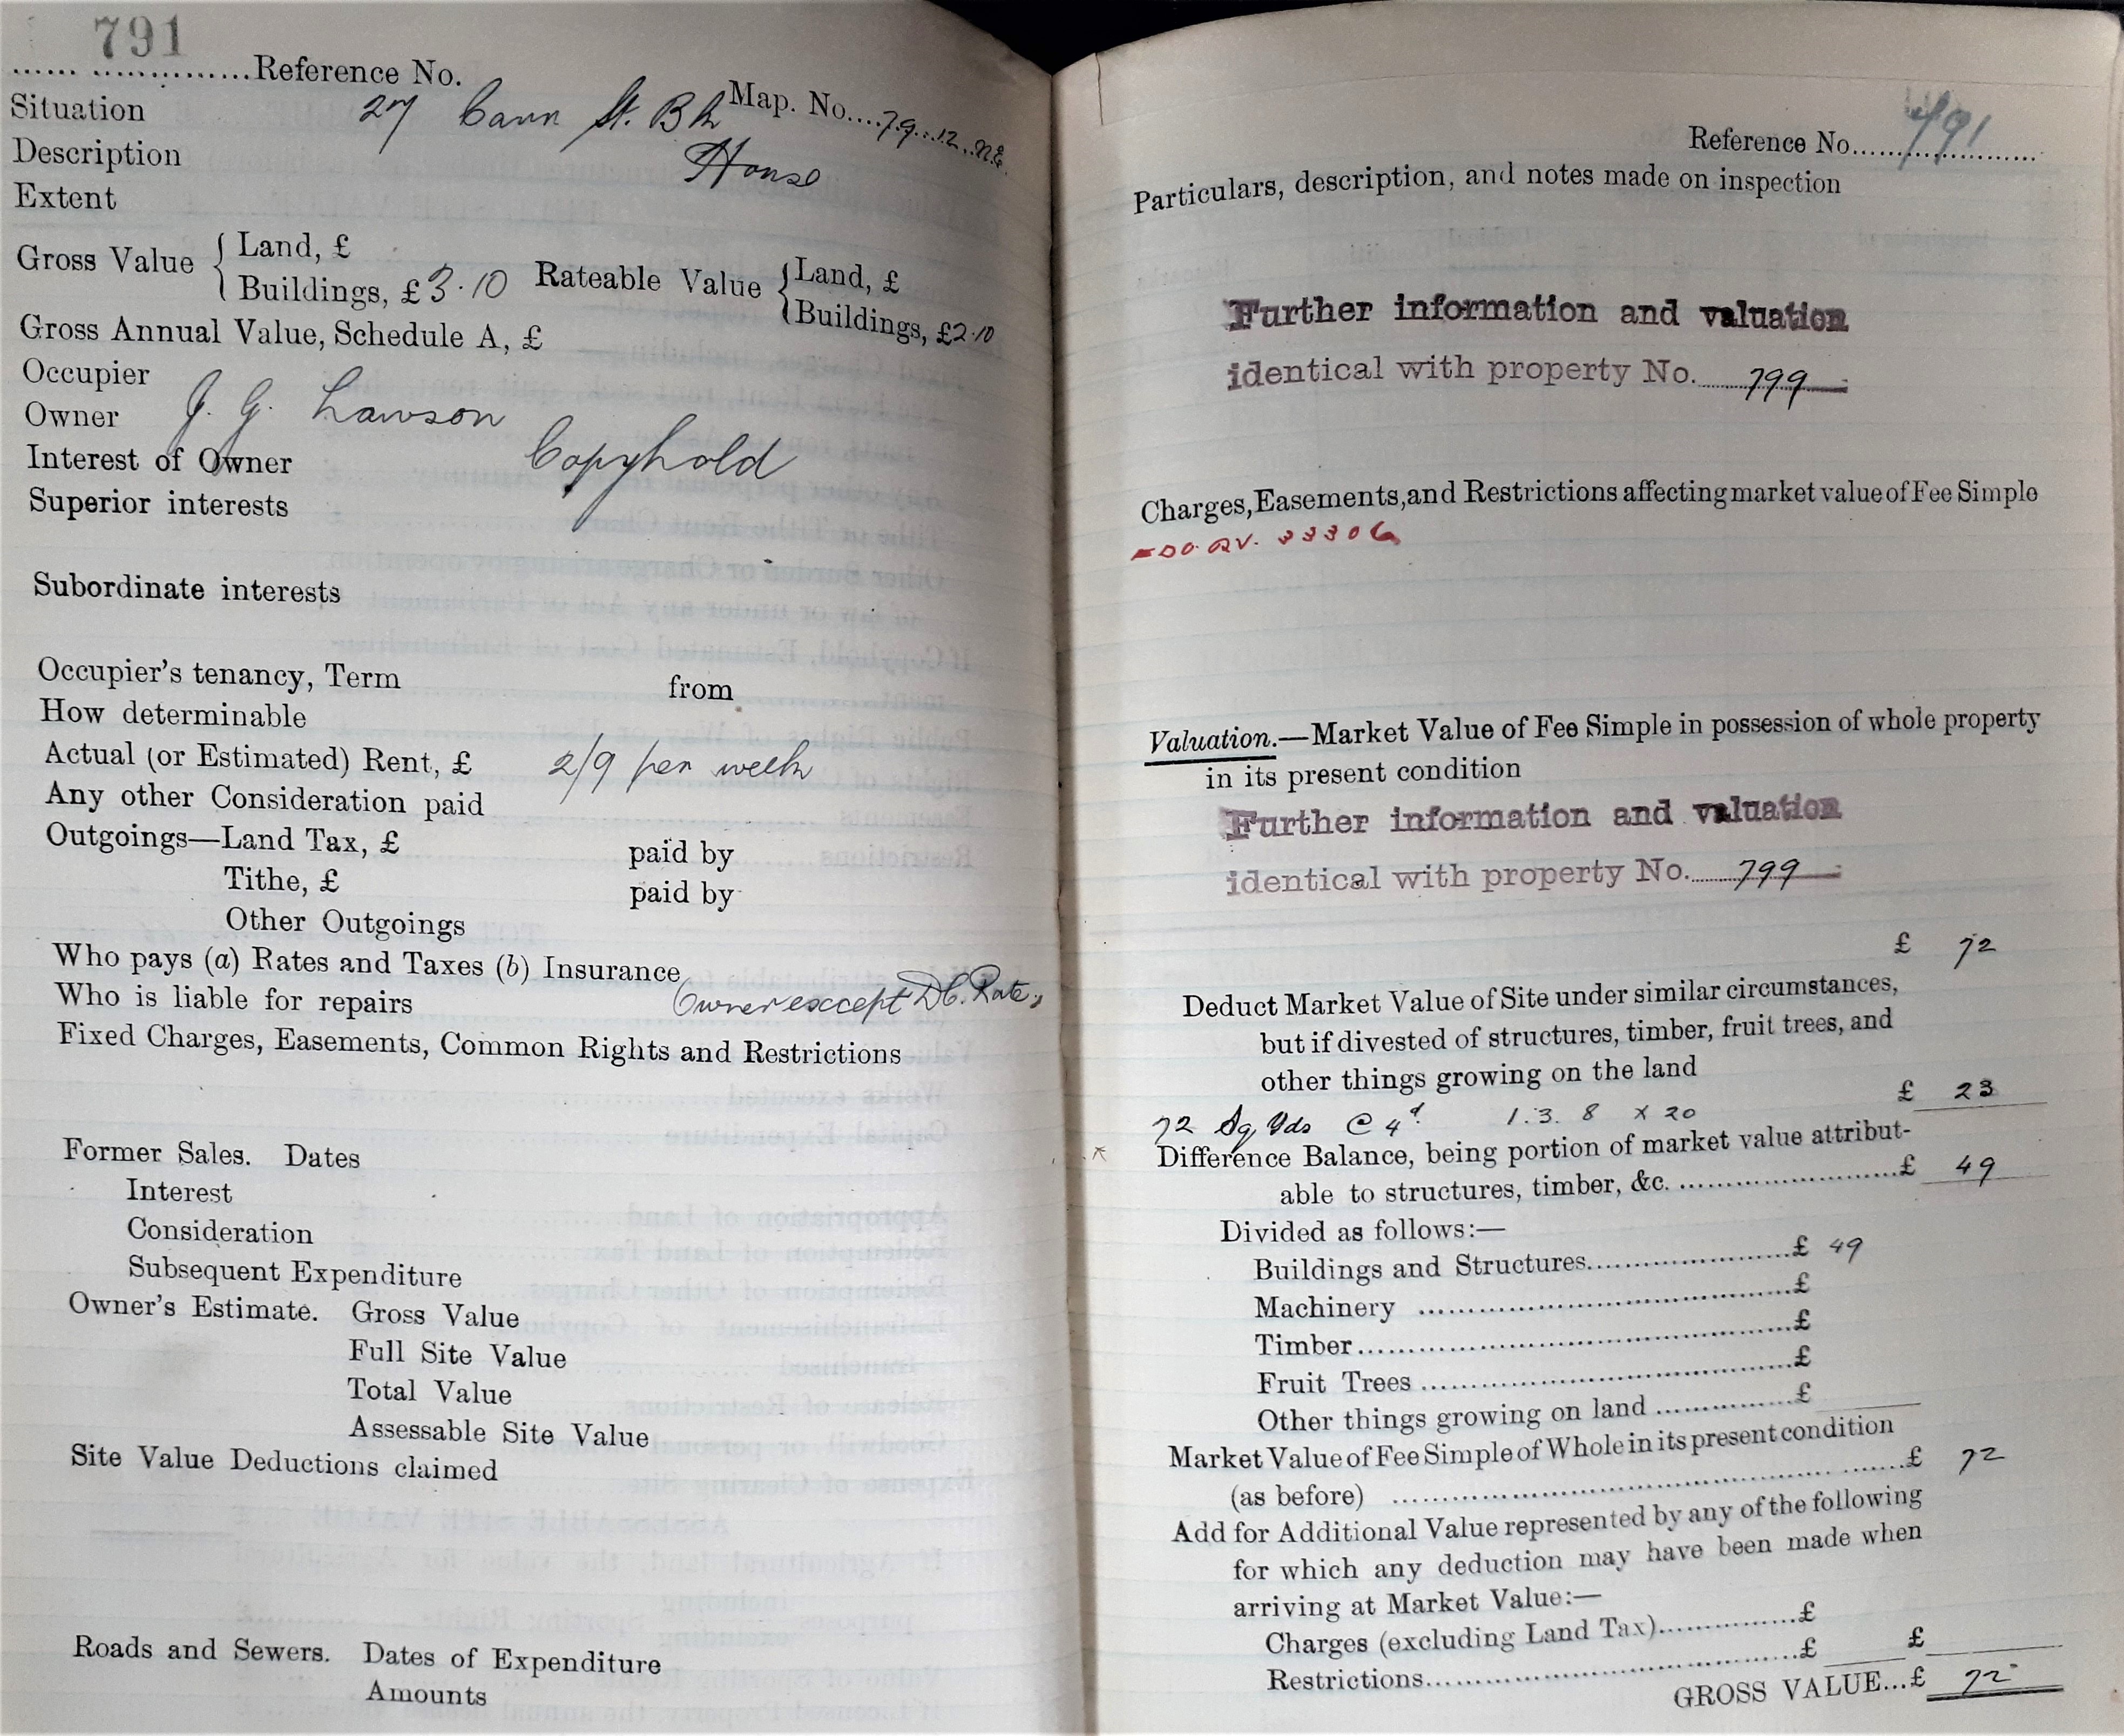 791
...................Reference No.
Map. No....79..12..N.E.
Situation 27 Cann St. Bk
Description House
Extent
Gross Value { Land, £
Buildings, £3.10
Rateable Value { Land, £
Buildings, £2.10
Gross Annual Value, Schedule A, £
Occupier
Owner J. G. Lawson
Interest of Owner Copyhold
Superior interests
Subordinate interests
Occupier's tenancy, Term from
How determinable
Actual (or Estimated) Rent, £ 2/9 per week
Any other Consideration paid
Outgoings—Land Tax, £ paid by
Tithe, £ paid by
Other Outgoings
Who pays (a) Rates and Taxes (b) Insurance
Who is liable for repairs Owner except D.C. Rate,
Fixed Charges, Easements, Common Rights and Restrictions
Former Sales. Dates
Interest
Consideration
Subsequent Expenditure
Owner's Estimate. Gross Value
Full Site Value
Total Value
Assessable Site Value
Site Value Deductions claimed
Roads and Sewers. Dates of Expenditure
Amounts
Reference No. 791
Particulars, description, and notes made on inspection
Further information and valuation
identical with property No. 799
Charges, Easements, and Restrictions affecting market value of Fee Simple
33306
Valuation.—Market Value of Fee Simple in possession of whole property
in its present condition
Further information and valuation
identical with property No. 799
£ 72
Deduct Market Value of Site under similar circumstances,
but if divested of structures, timber, fruit trees, and
other things growing on the land
£ 23
72 Sq Yds @ 4d 1.3.8 x 20
Difference Balance, being portion of market value attribut-
able to structures, timber, &c. ........................£ 49
Divided as follows:—
Buildings and Structures.....................£ 49
Machinery .......................................£
Timber.............................................£
Fruit Trees .......................................£
Other things growing on land ................£
Market Value of Fee Simple of Whole in its present condition
(as before) ...................................................£ 72
Add for Additional Value represented by any of the following
for which any deduction may have been made when
arriving at Market Value:—
Charges (excluding Land Tax)..............£
Restrictions.......................................£ £
GROSS VALUE...£ 72